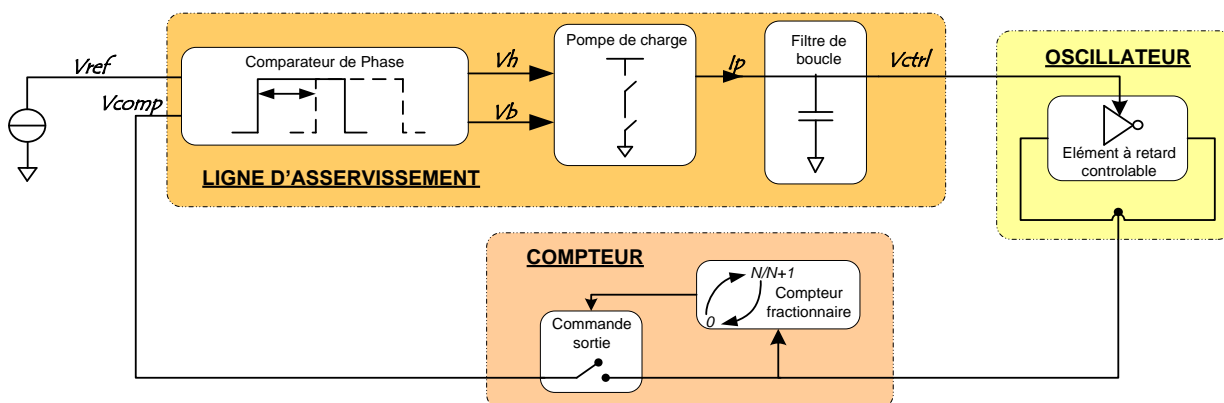 Vref
Vcomp
Comparateur de Phase
Vh
Vb
Pompe de charge
Ip
Filtre de
boucle
Vctrl
LIGNE D'ASSERVISSEMENT
OSCILLATEUR
Elément à retard
controlable
COMPTEUR
Commande
sortie
N/N+1
Compteur
fractionnaire
0